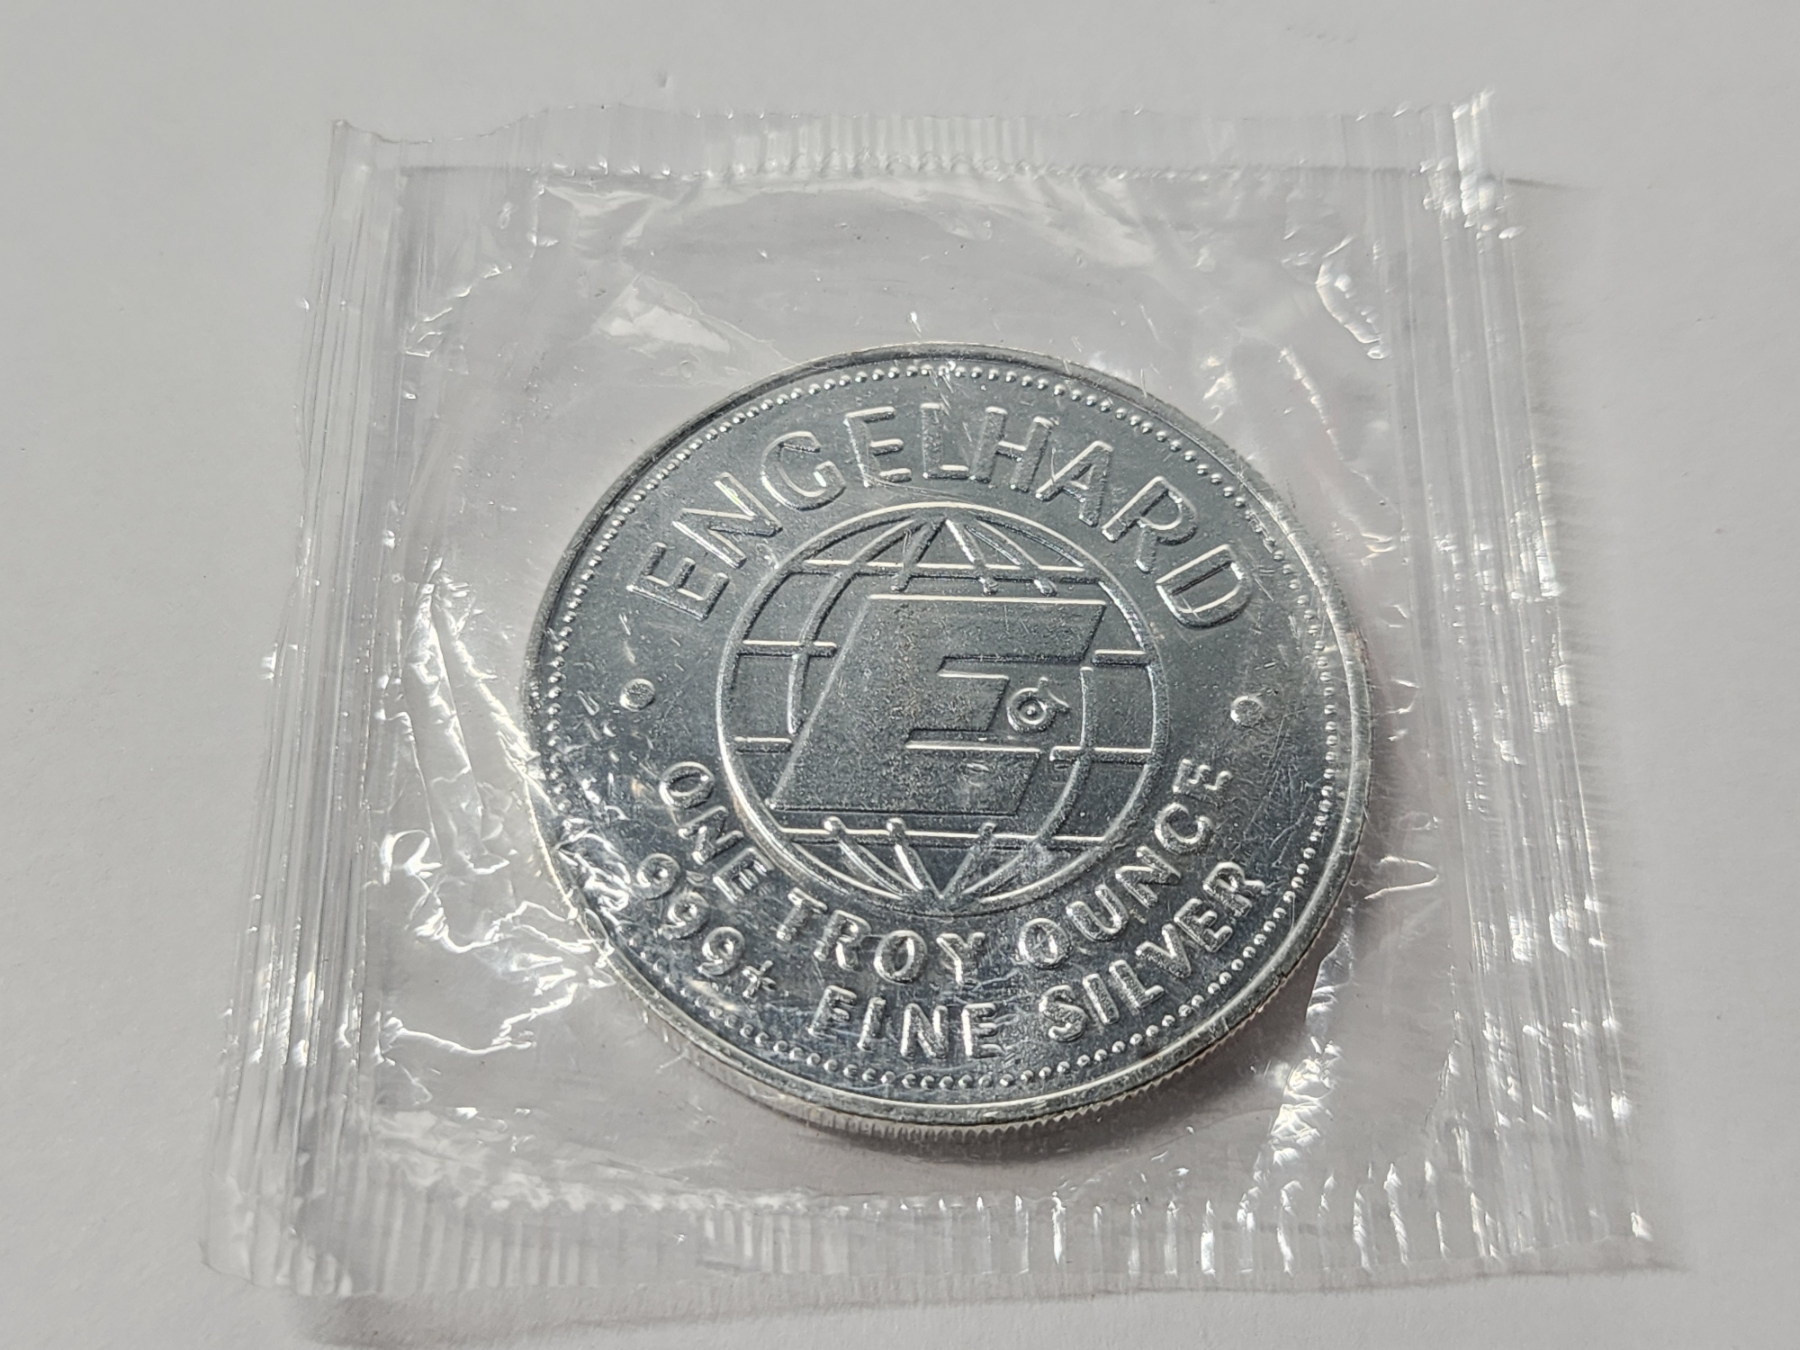 ENGELHARD
E
ONE TROY OUNCE
999+ FINE SILVER